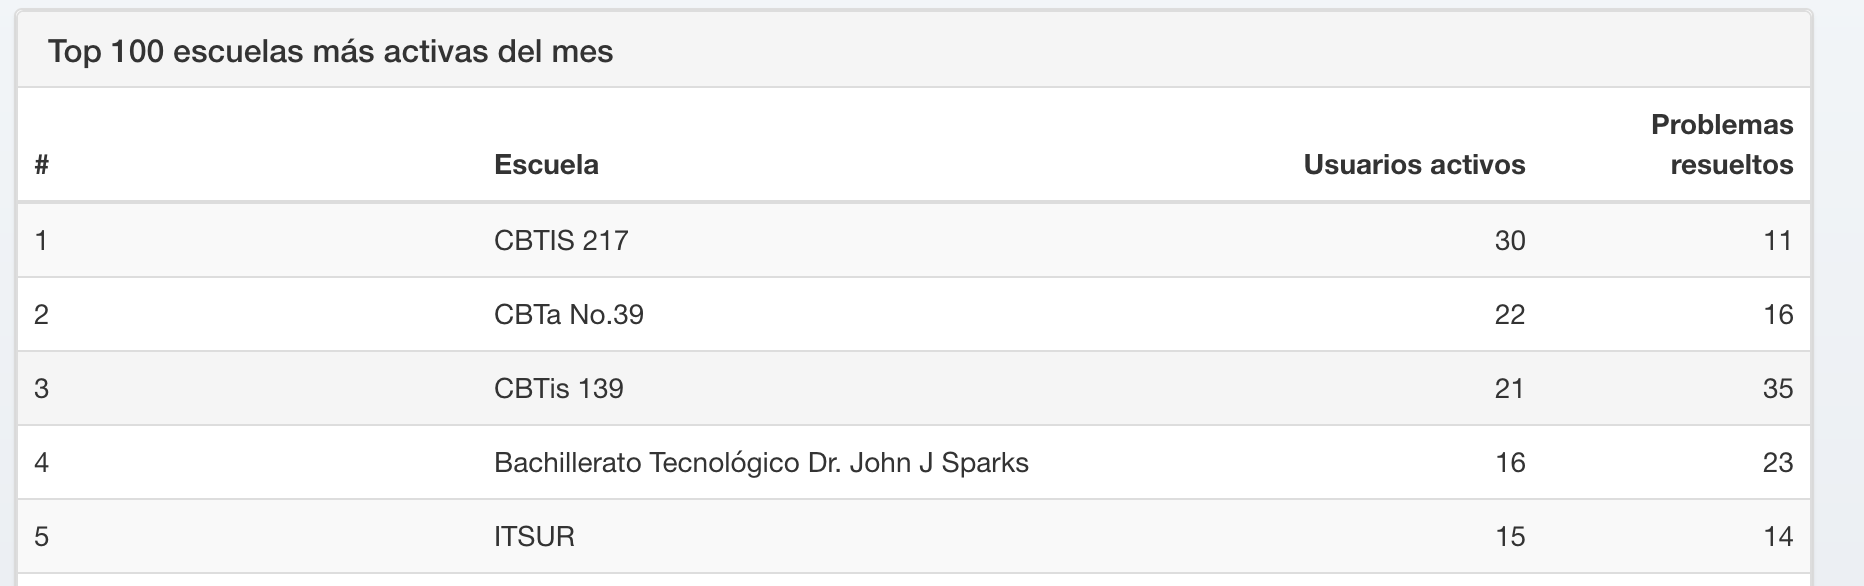 Top 100 escuelas más activas del mes
# Escuela Usuarios activos Problemas resueltos
1 CBTIS 217 30 11
2 CBTa No.39 22 16
3 CBTis 139 21 35
4 Bachillerato Tecnológico Dr. John J Sparks 16 23
5 ITSUR 15 14